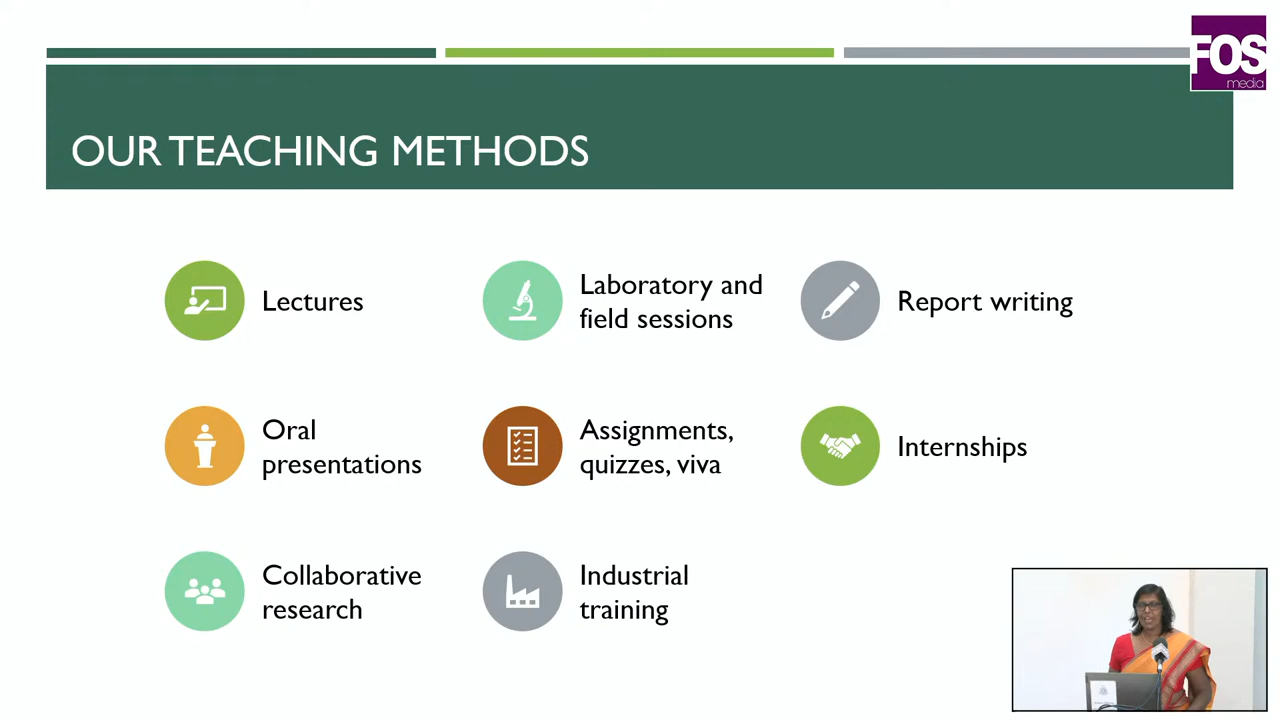 FOS
media
OUR TEACHING METHODS
Lectures
Laboratory and
field sessions
Report writing
Oral
presentations
Assignments,
quizzes, viva
Internships
Collaborative
research
Industrial
training